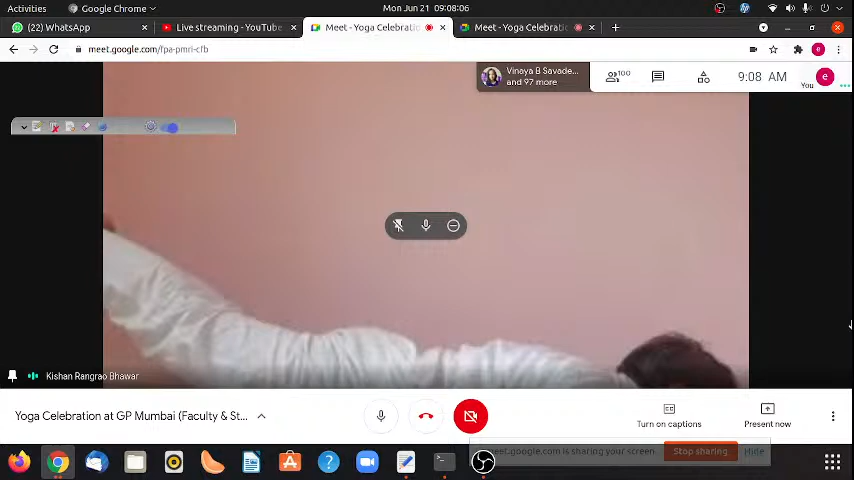 Activities
Google Chrome
Mon Jun 21  09:08:06
(22) WhatsApp
Live streaming - YouTube
Meet - Yoga Celebratio
Meet - Yoga Celebratio
meet.google.com/fpa-pmri-cfb
Vinaya B Savade...
and 97 more
100
9:08 AM
e
You
Kishan Rangrao Bhawar
Yoga Celebration at GP Mumbai (Faculty & St...
Turn on captions
Present now
meet.google.com is sharing your screen.
Stop sharing
Hide